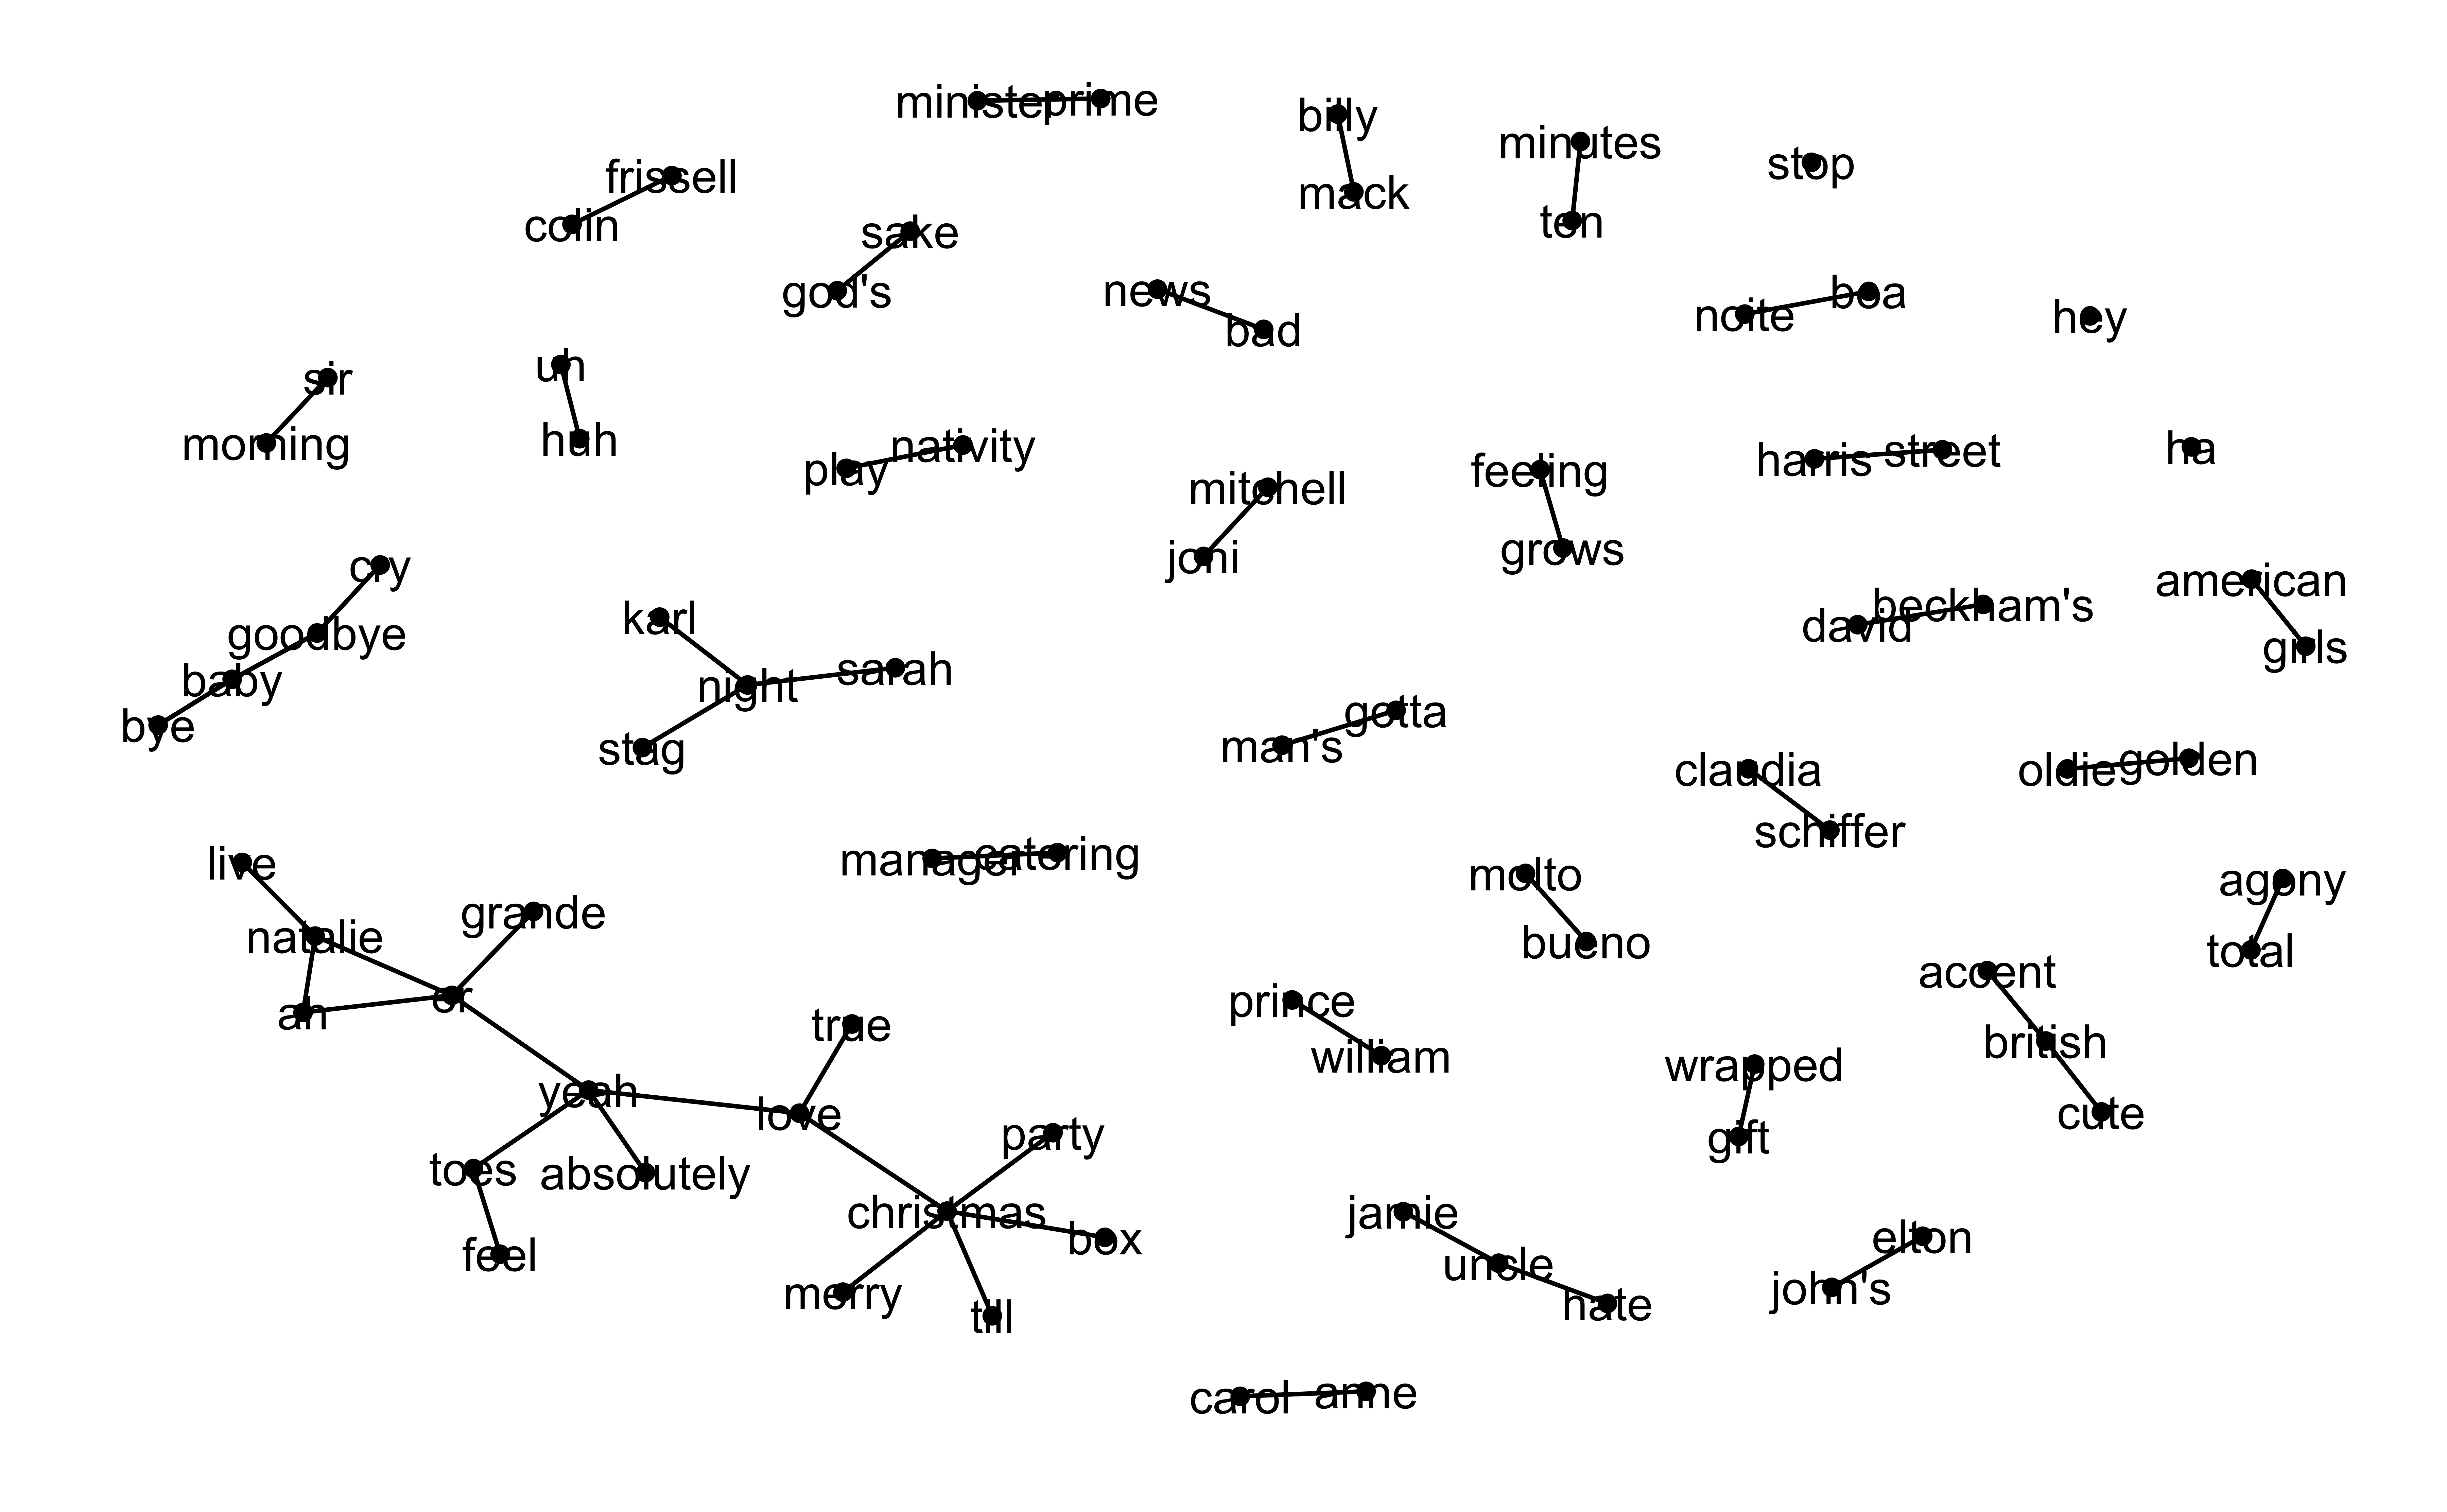 minister prime
billy
minutes
stop
frissell
mack
colin
sake
ten
god's
news
boa
noite
hey
bad
uh
sir
huh
morning
nativity
play
street
harris
ha
feeling
mitchell
joni
grows
cry
american
beckham's
david
karl
goodbye
girls
sarah
baby
night
gotta
bye
stag
man's
golden
oldie
claudia
schiffer
catering
manager
live
molto
agony
grande
natalie
bueno
total
accent
er
prince
ah
true
british
william
wrapped
yeah
love
cute
party
gift
toes
absolutely
christmas
jamie
box
elton
feel
uncle
john's
merry
hate
till
anne
carol